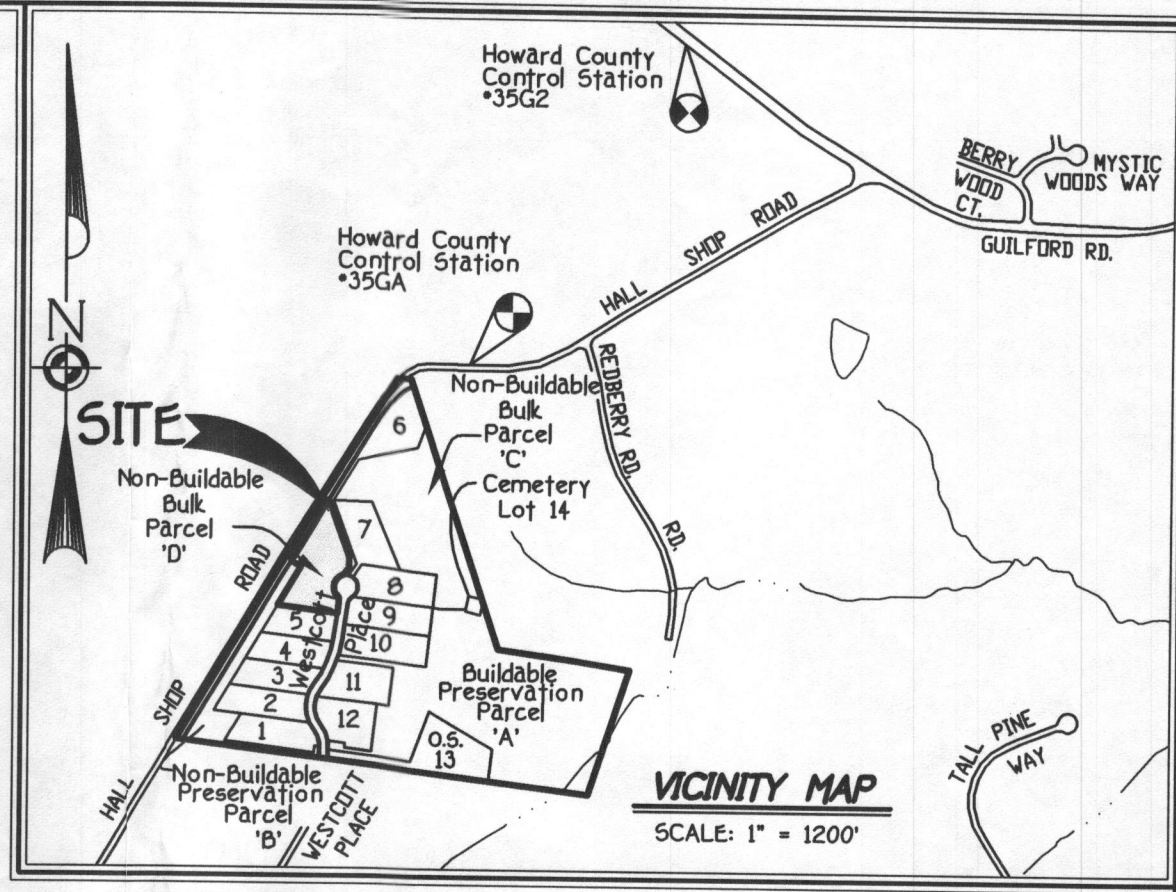 Howard County
Control Station
•35G2
BERRY
WOOD
CT.
MYSTIC
WOODS WAY
GUILFORD RD.
HALL SHOP ROAD
Howard County
Control Station
•35GA
N
SITE
REDBERRY RD.
RD.
Non-Buildable
Bulk
Parcel
'C'
Cemetery
Lot 14
Non-Buildable
Bulk
Parcel
'D'
6
7
8
9
10
11
12
5
4
3
2
1
Westcott Place
HALL SHOP ROAD
Buildable
Preservation
Parcel
'A'
O.S.
13
Non-Buildable
Preservation
Parcel
'B'
WESTCOTT
PLACE
TALL PINE
WAY
VICINITY MAP
SCALE: 1" = 1200'